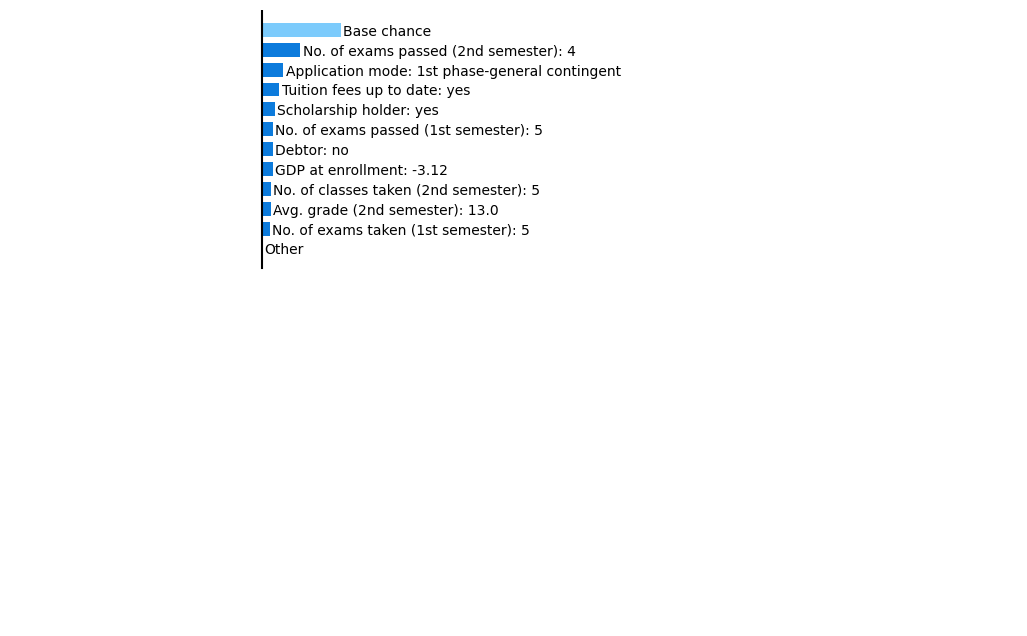 Base chance
No. of exams passed (2nd semester): 4
Application mode: 1st phase-general contingent
Tuition fees up to date: yes
Scholarship holder: yes
No. of exams passed (1st semester): 5
Debtor: no
GDP at enrollment: -3.12
No. of classes taken (2nd semester): 5
Avg. grade (2nd semester): 13.0
No. of exams taken (1st semester): 5
Other